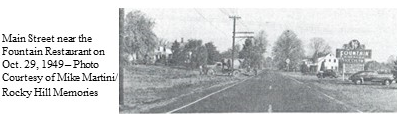 Main Street near the
Fountain Restaurant on
Oct. 29, 1949 – Photo
Courtesy of Mike Martini/
Rocky Hill Memories
FOUNTAIN